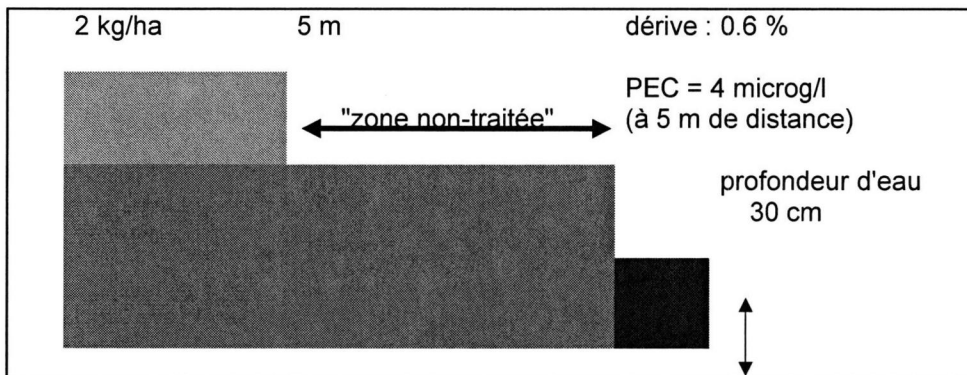 2 kg/ha 5 m dérive : 0.6 %
PEC = 4 microg/l
"zone non-traitée" (à 5 m de distance)
profondeur d'eau
30 cm